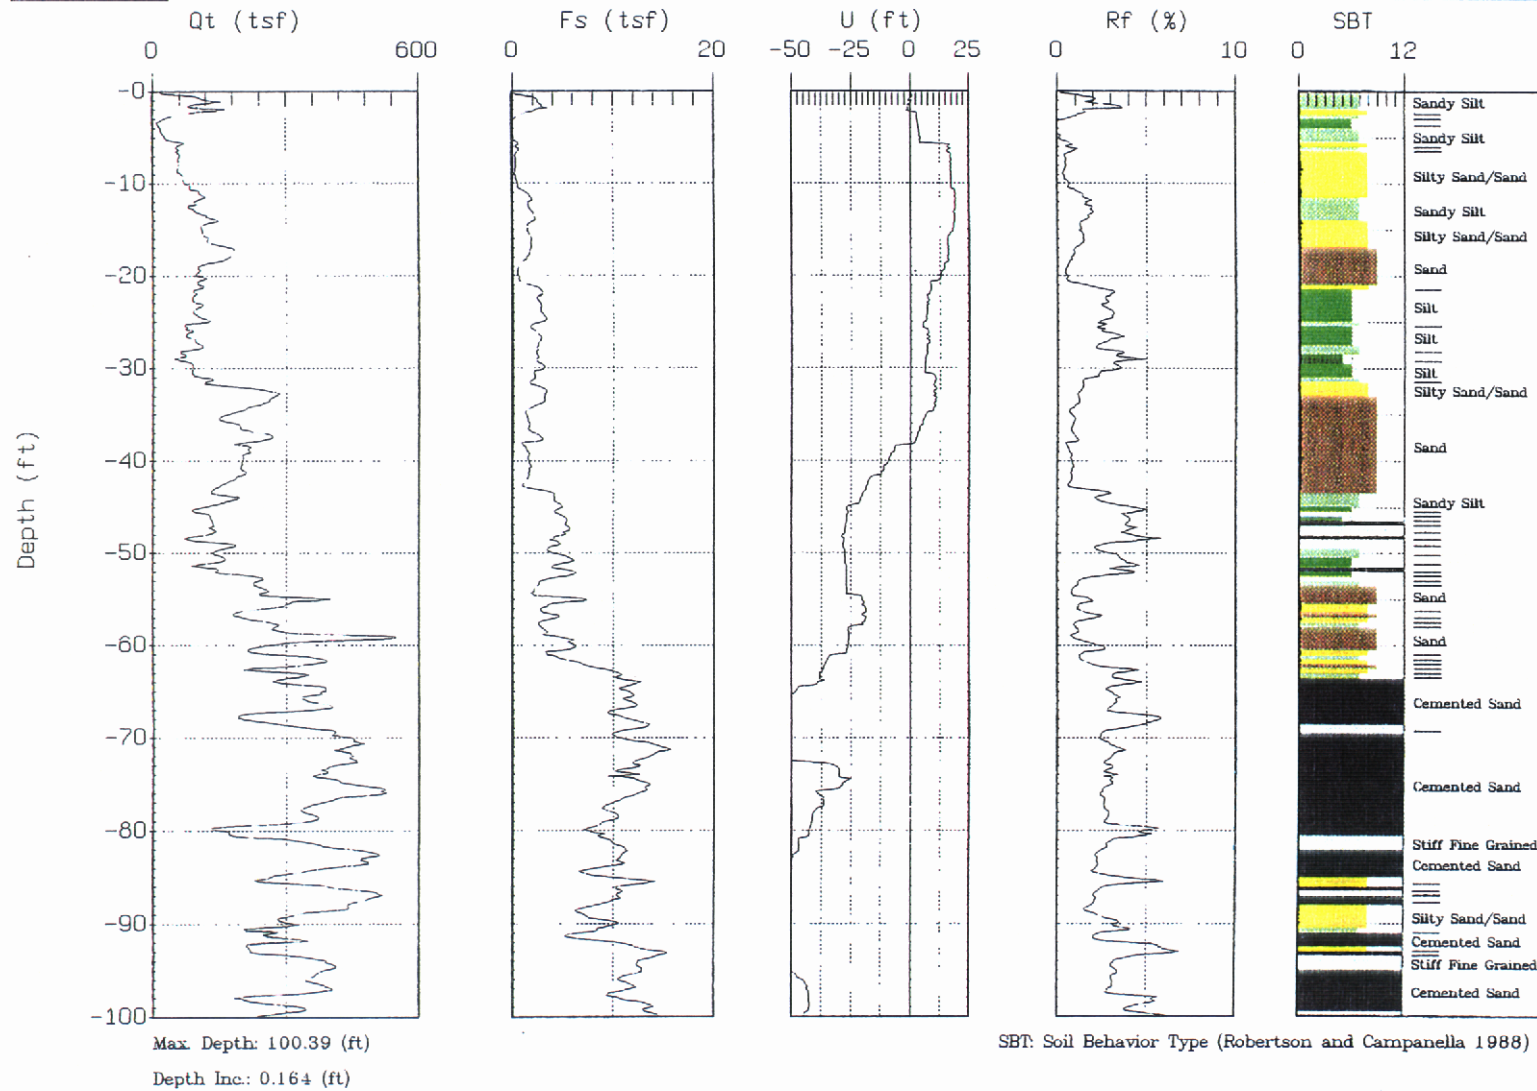 Qt (tsf) Fs (tsf) U (ft) Rf (%) SBT
0 600 0 20 -50 -25 0 25 0 10 0 12
-0
Sandy Silt
Sandy Silt
Silty Sand/Sand
-10
Sandy Silt
Silty Sand/Sand
Sand
-20
Silt
Silt
-30
Silt
Silty Sand/Sand
Depth (ft)
Sand
-40
Sandy Silt
-50
Sand
Sand
-60
Cemented Sand
-70
Cemented Sand
-80
Stiff Fine Grained
Cemented Sand
Silty Sand/Sand
-90
Cemented Sand
Stiff Fine Grained
Cemented Sand
-100
Max. Depth: 100.39 (ft)
SBT: Soil Behavior Type (Robertson and Campanella 1988)
Depth Inc.: 0.164 (ft)